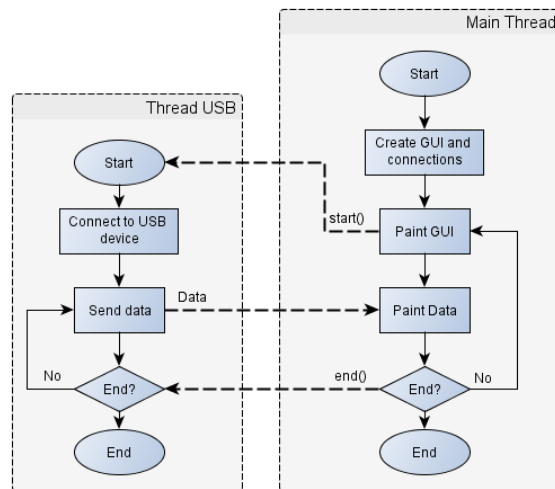 Main Thread
Start
Create GUI and
connections
Paint GUI
Paint Data
End?
No
End
Thread USB
Start
Connect to USB
device
Send data
End?
No
End
start()
Data
end()